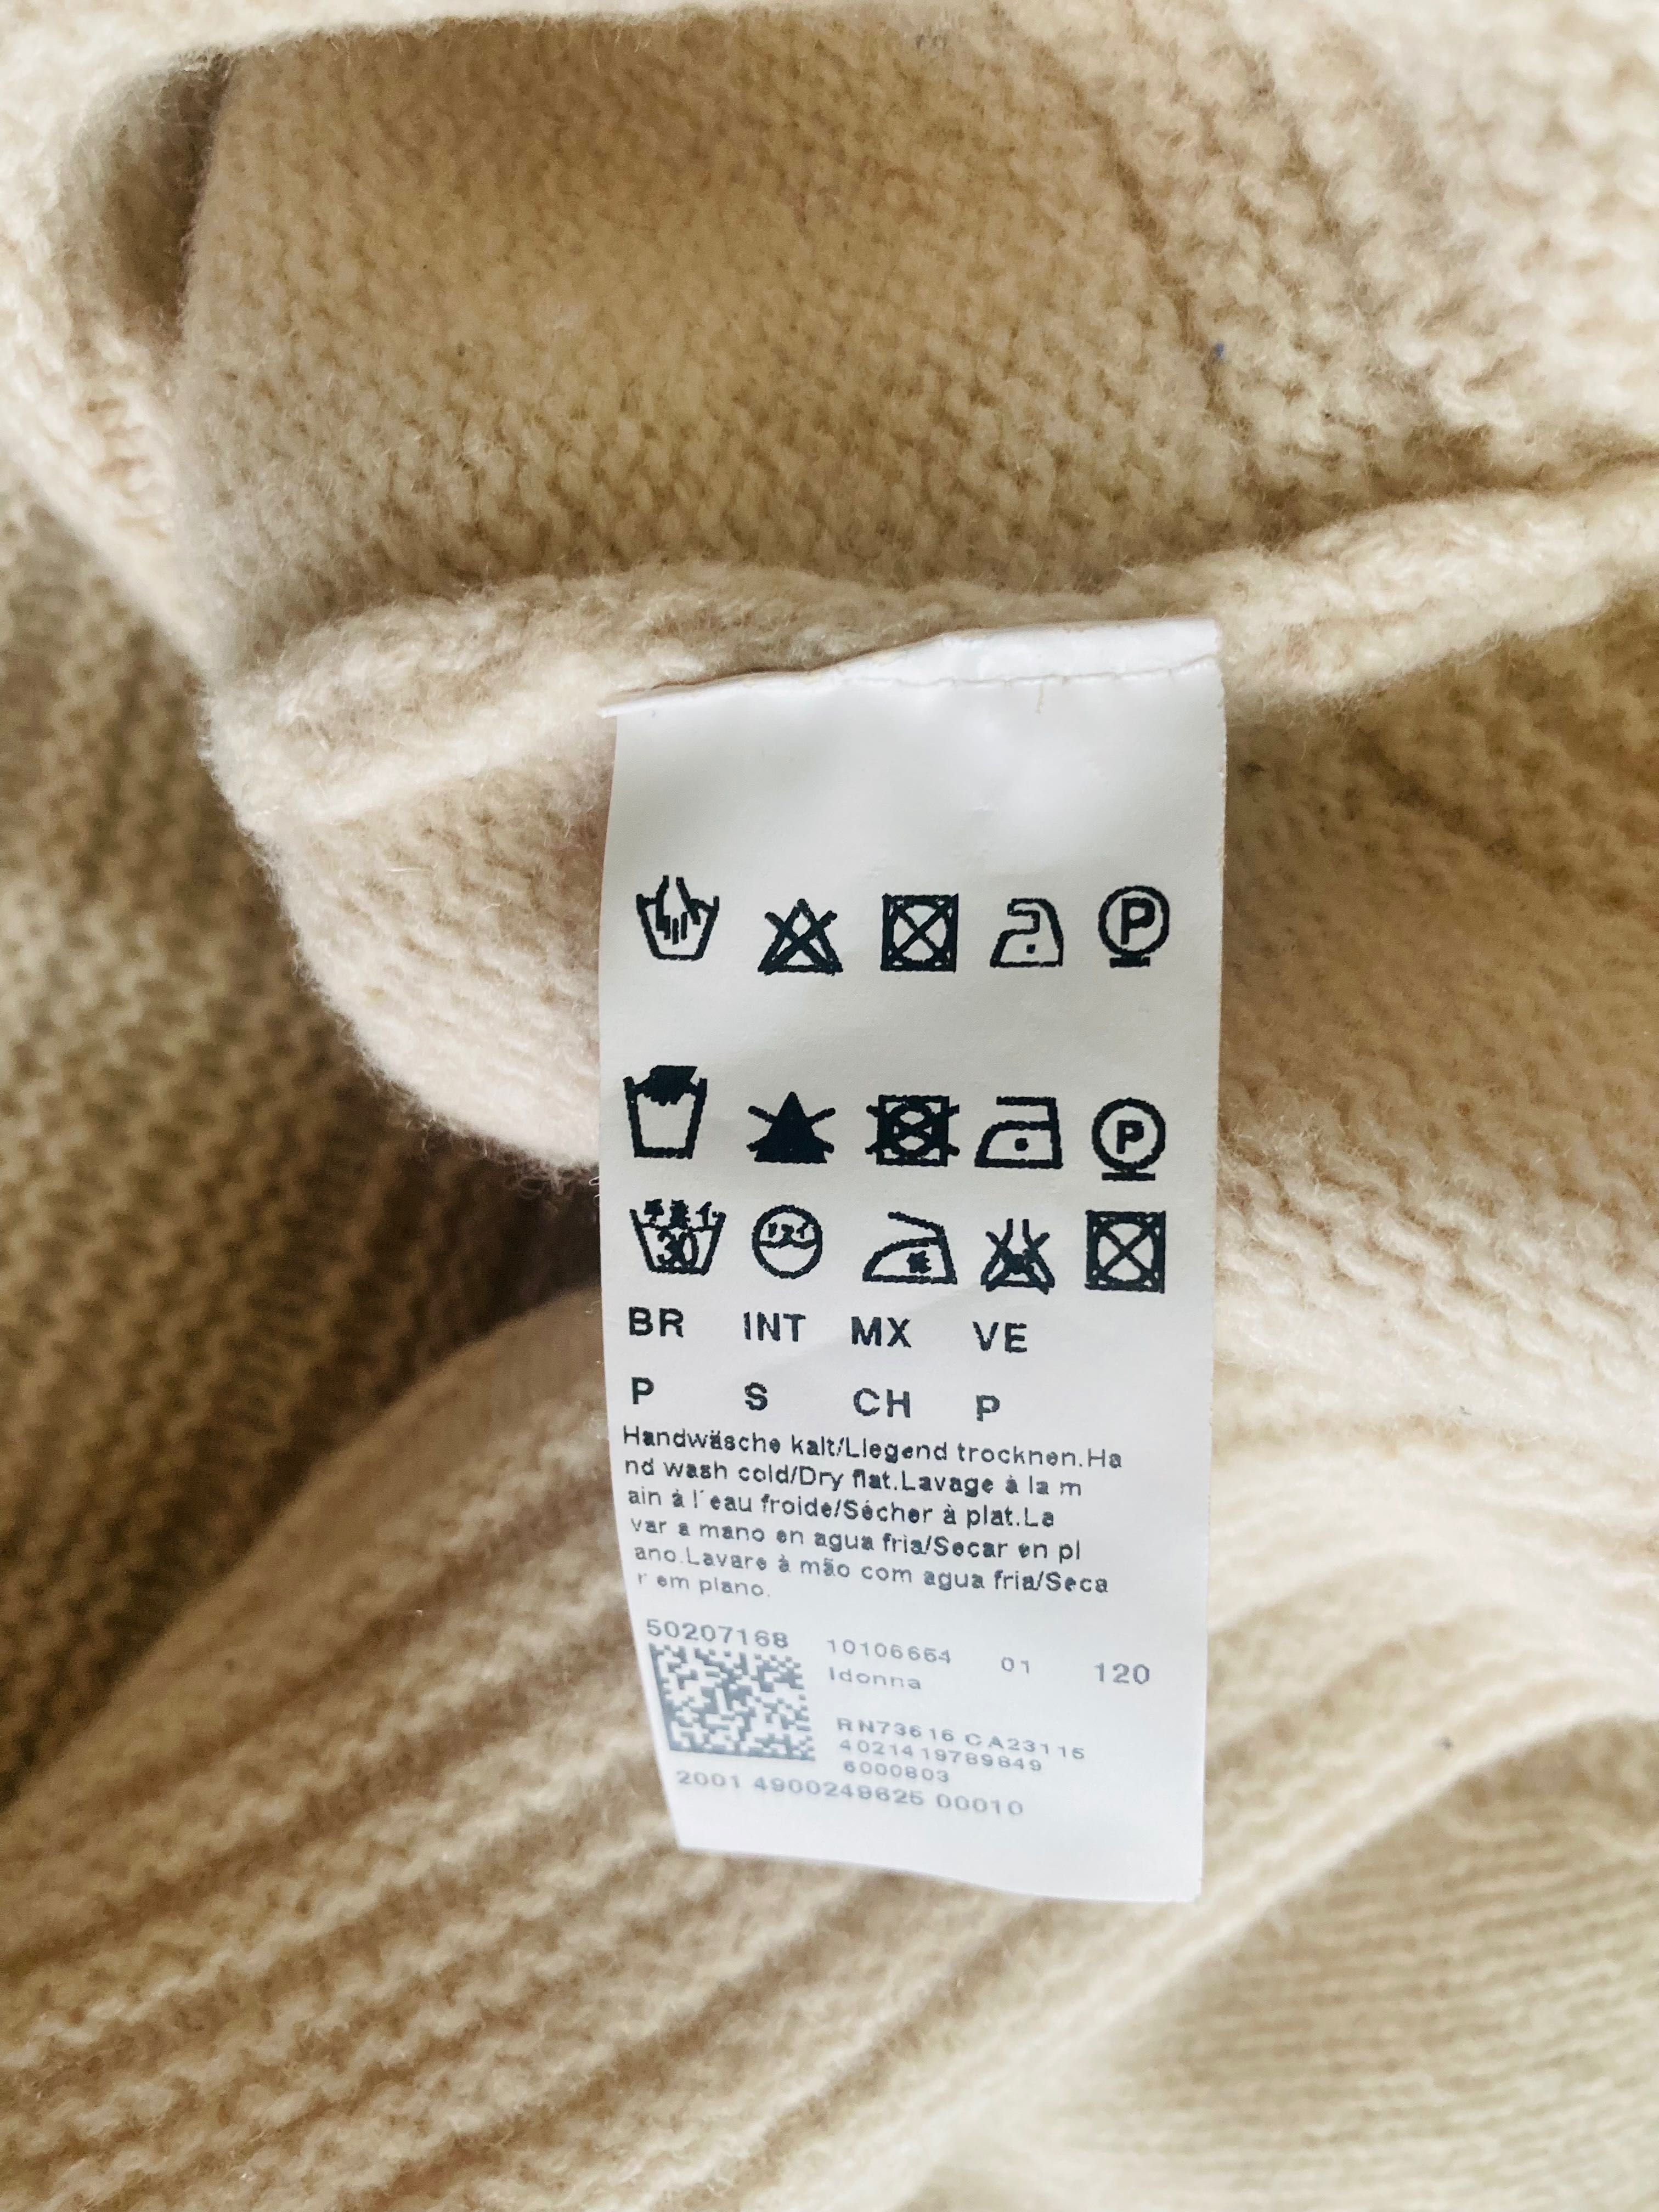 P
P
30
BR INT MX VE
P S CH P
Handwäsche kalt/Liegend trocknen.Ha
nd wash cold/Dry flat.Lavage à la m
ain à l'eau froide/Sécher à plat.La
var a mano en agua fria/Secar en pl
ano.Lavare à mão com agua fria/Seca
r em plano.
50207168 10106654 01 120
Idonna
RN73616 CA23115
4021419789849
6000803
2001 4900249625 00010